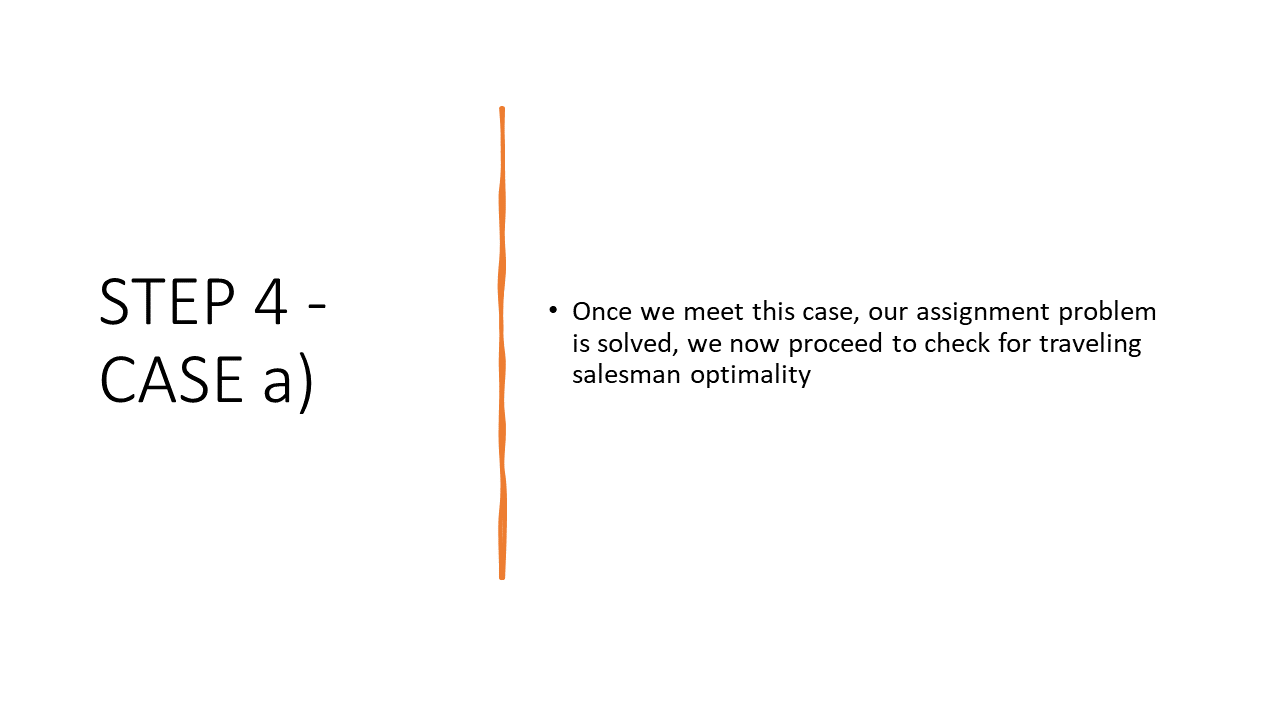 STEP 4 -
CASE a)
• Once we meet this case, our assignment problem
is solved, we now proceed to check for traveling
salesman optimality